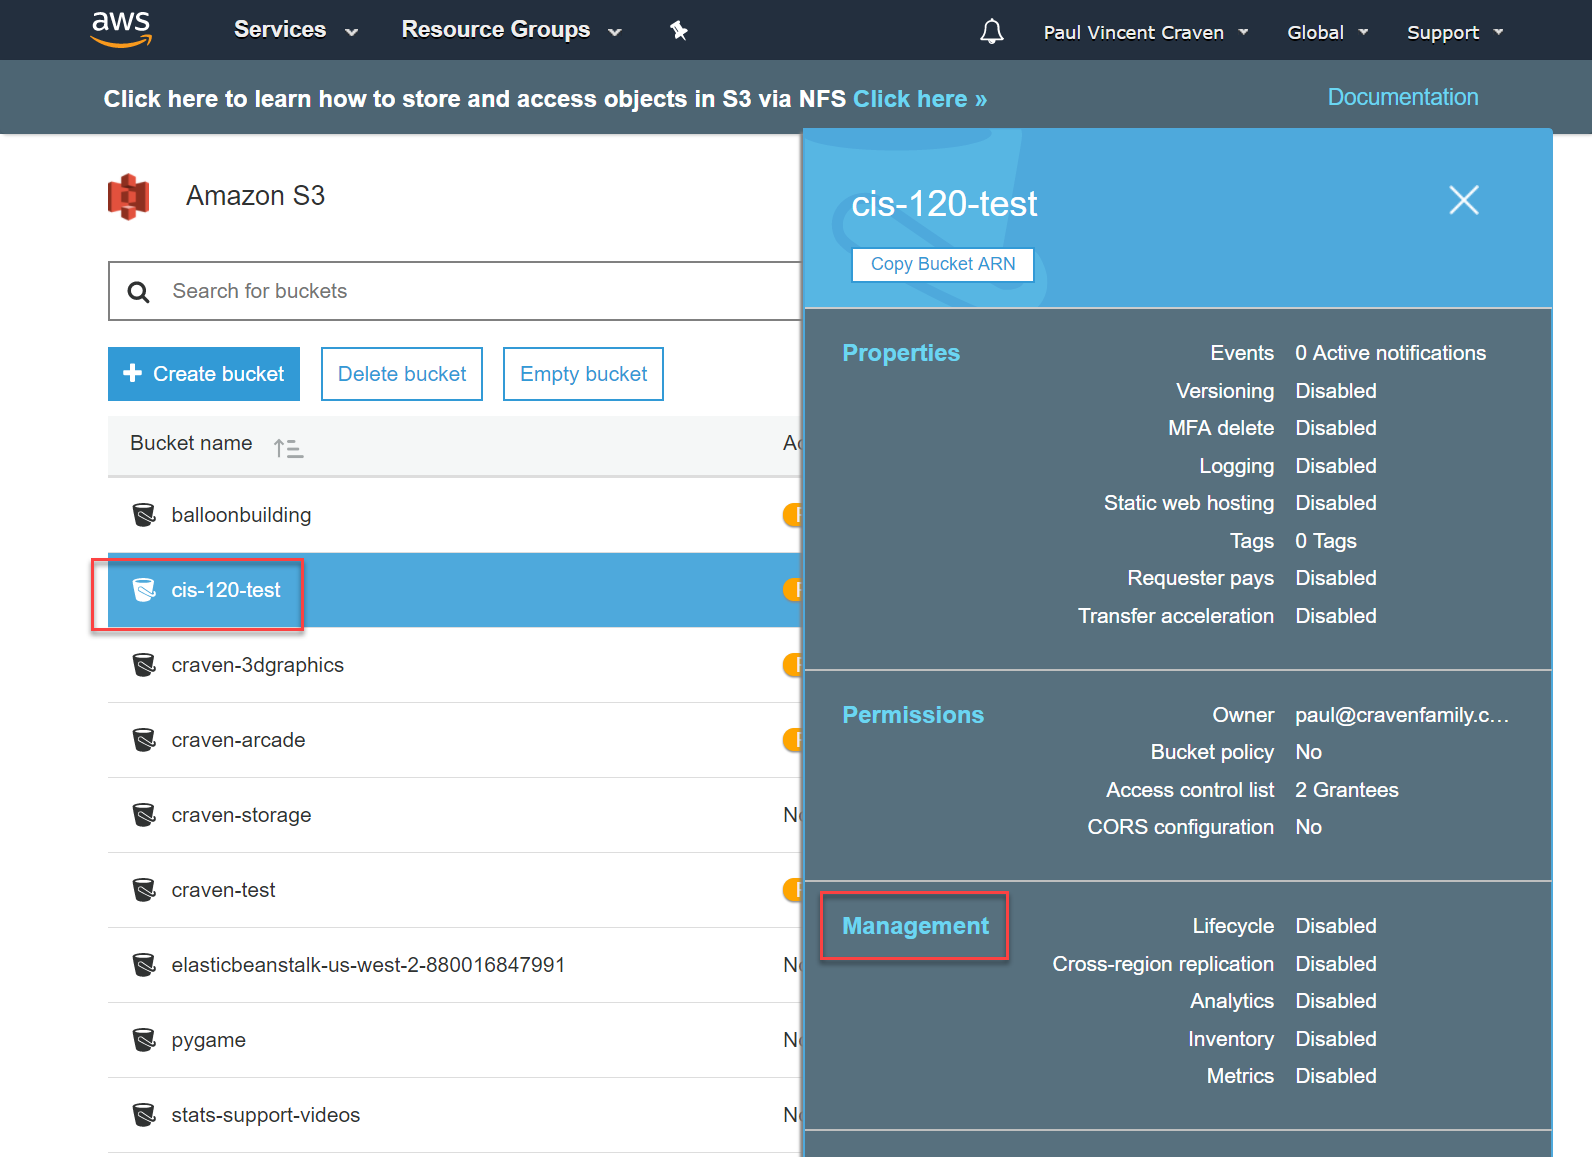 aws Services Resource Groups Paul Vincent Craven Global Support
Click here to learn how to store and access objects in S3 via NFS Click here » Documentation
Amazon S3
Search for buckets
Create bucket Delete bucket Empty bucket
Bucket name
balloonbuilding
cis-120-test
craven-3dgraphics
craven-arcade
craven-storage
craven-test
elasticbeanstalk-us-west-2-880016847991
pygame
stats-support-videos
cis-120-test
Copy Bucket ARN
Properties Events 0 Active notifications
Versioning Disabled
MFA delete Disabled
Logging Disabled
Static web hosting Disabled
Tags 0 Tags
Requester pays Disabled
Transfer acceleration Disabled
Permissions Owner paul@cravenfamily.c...
Bucket policy No
Access control list 2 Grantees
CORS configuration No
Management Lifecycle Disabled
Cross-region replication Disabled
Analytics Disabled
Inventory Disabled
Metrics Disabled